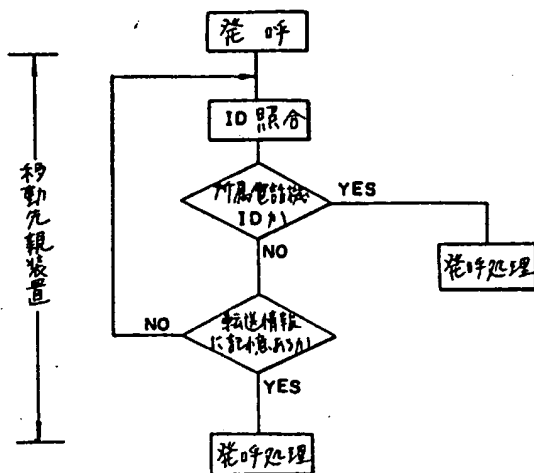 発呼
ID 照合
所属電話機
IDか
YES
NO
発呼処理
転送情報
に記憶あるか
NO
YES
発呼処理
移動先親装置